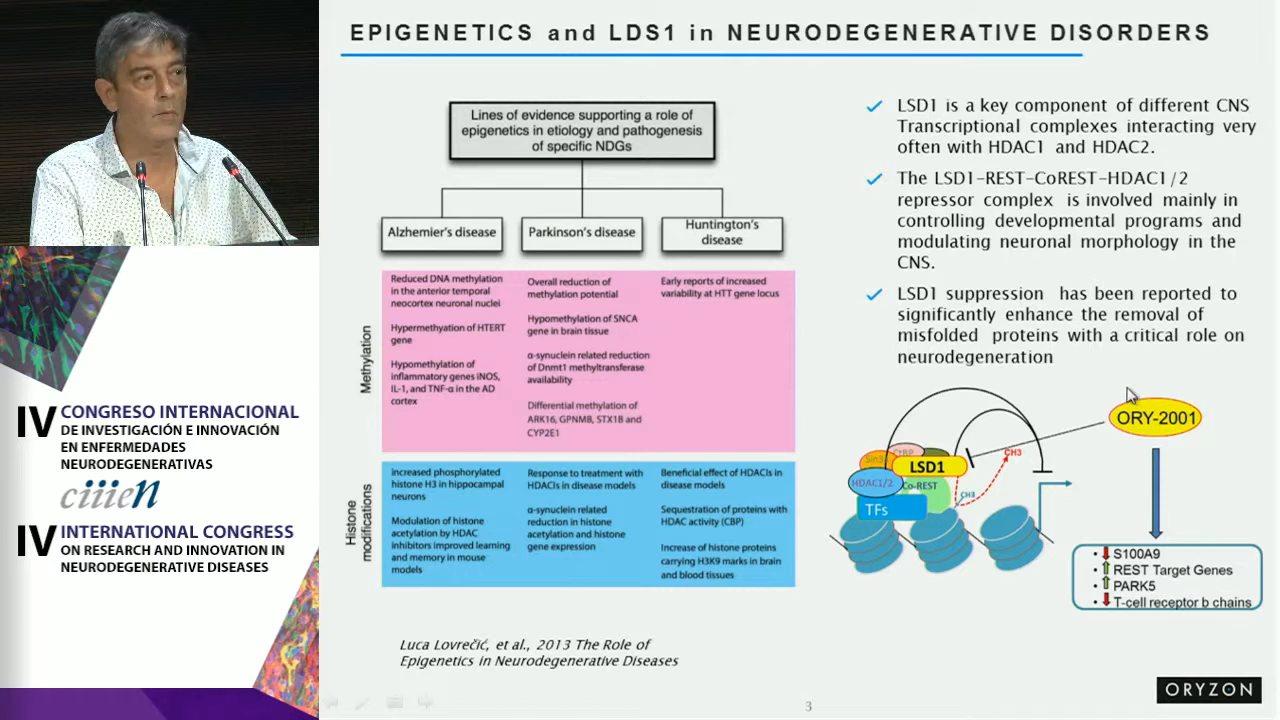 EPIGENETICS and LDS1 in NEURODEGENERATIVE DISORDERS
Lines of evidence supporting a role of
epigenetics in etiology and pathogenesis
of specific NDGs
Alzhemier's disease
Parkinson's disease
Huntington's
disease
Methylation
Reduced DNA methylation
in the anterior temporal
neocortex neuronal nuclei
Hypermethyation of HTERT
gene
Hypomethylation of
inflammatory genes iNOS,
IL-1, and TNF-α in the AD
cortex
Overall reduction of
methylation potential
Hypomethylation of SNCA
gene in brain tissue
α-synuclein related reduction
of Dnmt1 methyltransferase
availability
Differential methylation of
ARK16, GPNMB, STX1B and
CYP2E1
Early reports of increased
variability at HTT gene locus
Histone
modifications
Increased phosphorylated
histone H3 in hippocampal
neurons
Modulation of histone
acetylation by HDAC
inhibitors improved learning
and memory in mouse
models
Response to treatment with
HDACIs in disease models
α-synuclein related
reduction in histone
acetylation and histone
gene expression
Beneficial effect of HDACIs in
disease models
Sequestration of proteins with
HDAC activity (CBP)
Increase of histone proteins
carrying H3K9 marks in brain
and blood tissues
Luca Lovrečić, et al., 2013 The Role of
Epigenetics in Neurodegenerative Diseases
LSD1 is a key component of different CNS
Transcriptional complexes interacting very
often with HDAC1 and HDAC2.
The LSD1-REST-CoREST-HDAC1/2
repressor complex is involved mainly in
controlling developmental programs and
modulating neuronal morphology in the
CNS.
LSD1 suppression has been reported to
significantly enhance the removal of
misfolded proteins with a critical role on
neurodegeneration
ORY-2001
CtBP
Sin3
LSD1
CH3
HDAC1/2
Co-REST
CH3
TFs
• S100A9
• REST Target Genes
• PARK5
• T-cell receptor b chains
IV CONGRESO INTERNACIONAL
DE INVESTIGACIÓN E INNOVACIÓN
EN ENFERMEDADES
NEURODEGENERATIVAS
ciiien
IV INTERNATIONAL CONGRESS
ON RESEARCH AND INNOVATION IN
NEURODEGENERATIVE DISEASES
3
ORYZON